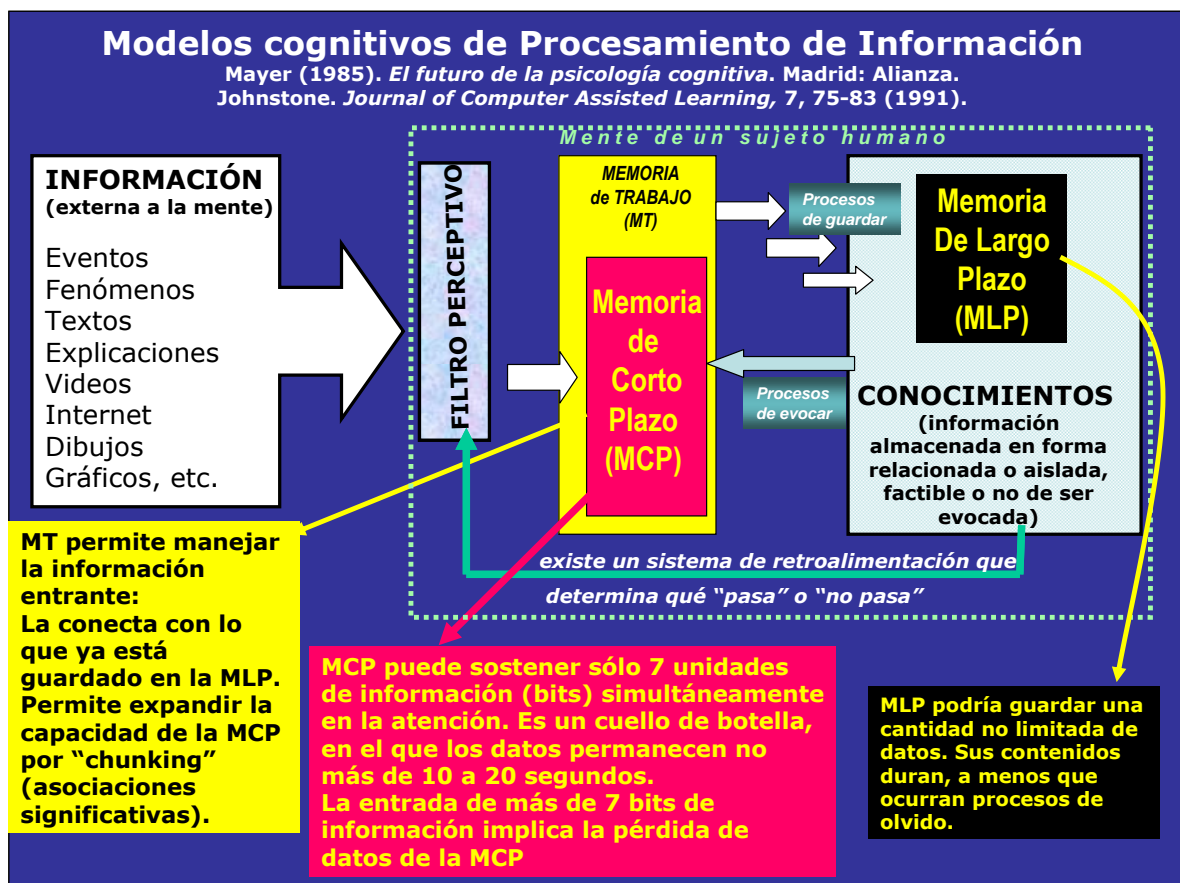 Modelos cognitivos de Procesamiento de Información
Mayer (1985). El futuro de la psicología cognitiva. Madrid: Alianza.
Johnstone. Journal of Computer Assisted Learning, 7, 75-83 (1991).
Mente de un sujeto humano
INFORMACIÓN
(externa a la mente)
Eventos
Fenómenos
Textos
Explicaciones
Videos
Internet
Dibujos
Gráficos, etc.
FILTRO PERCEPTIVO
MEMORIA
de TRABAJO
(MT)
Memoria
de
Corto
Plazo
(MCP)
Procesos
de guardar
Procesos
de evocar
Memoria
De Largo
Plazo
(MLP)
CONOCIMIENTOS
(información
almacenada en forma
relacionada o aislada,
factible o no de ser
evocada)
existe un sistema de retroalimentación que
determina qué “pasa” o “no pasa”
MT permite manejar
la información
entrante:
La conecta con lo
que ya está
guardado en la MLP.
Permite expandir la
capacidad de la MCP
por “chunking”
(asociaciones
significativas).
MCP puede sostener sólo 7 unidades
de información (bits) simultáneamente
en la atención. Es un cuello de botella,
en el que los datos permanecen no
más de 10 a 20 segundos.
La entrada de más de 7 bits de
información implica la pérdida de
datos de la MCP
MLP podría guardar una
cantidad no limitada de
datos. Sus contenidos
duran, a menos que
ocurran procesos de
olvido.